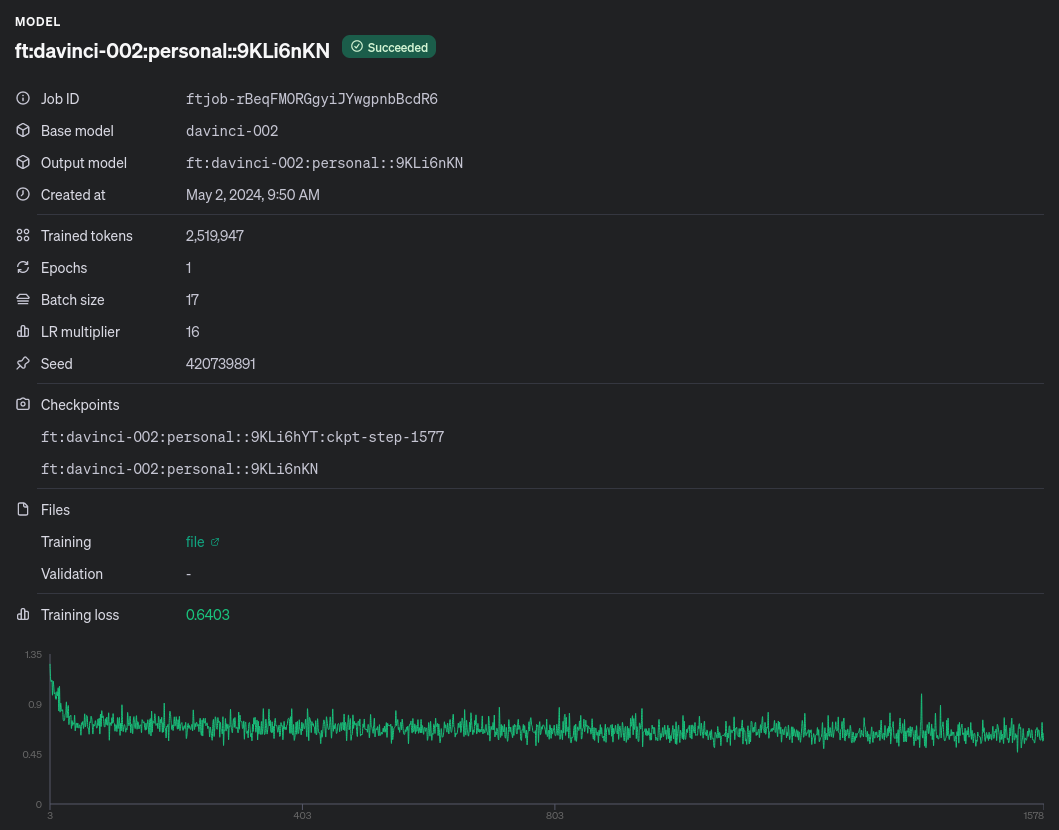 MODEL
ft:davinci-002:personal::9KLi6nKN Succeeded
Job ID ftjob-rBeqFMORGgyiJYwgpnbBcdR6
Base model davinci-002
Output model ft:davinci-002:personal::9KLi6nKN
Created at May 2, 2024, 9:50 AM
Trained tokens 2,519,947
Epochs 1
Batch size 17
LR multiplier 16
Seed 420739891
Checkpoints
ft:davinci-002:personal::9KLi6hYT:ckpt-step-1577
ft:davinci-002:personal::9KLi6nKN
Files
Training file
Validation -
Training loss 0.6403
1.35
0.9
0.45
0
3 403 803 1578